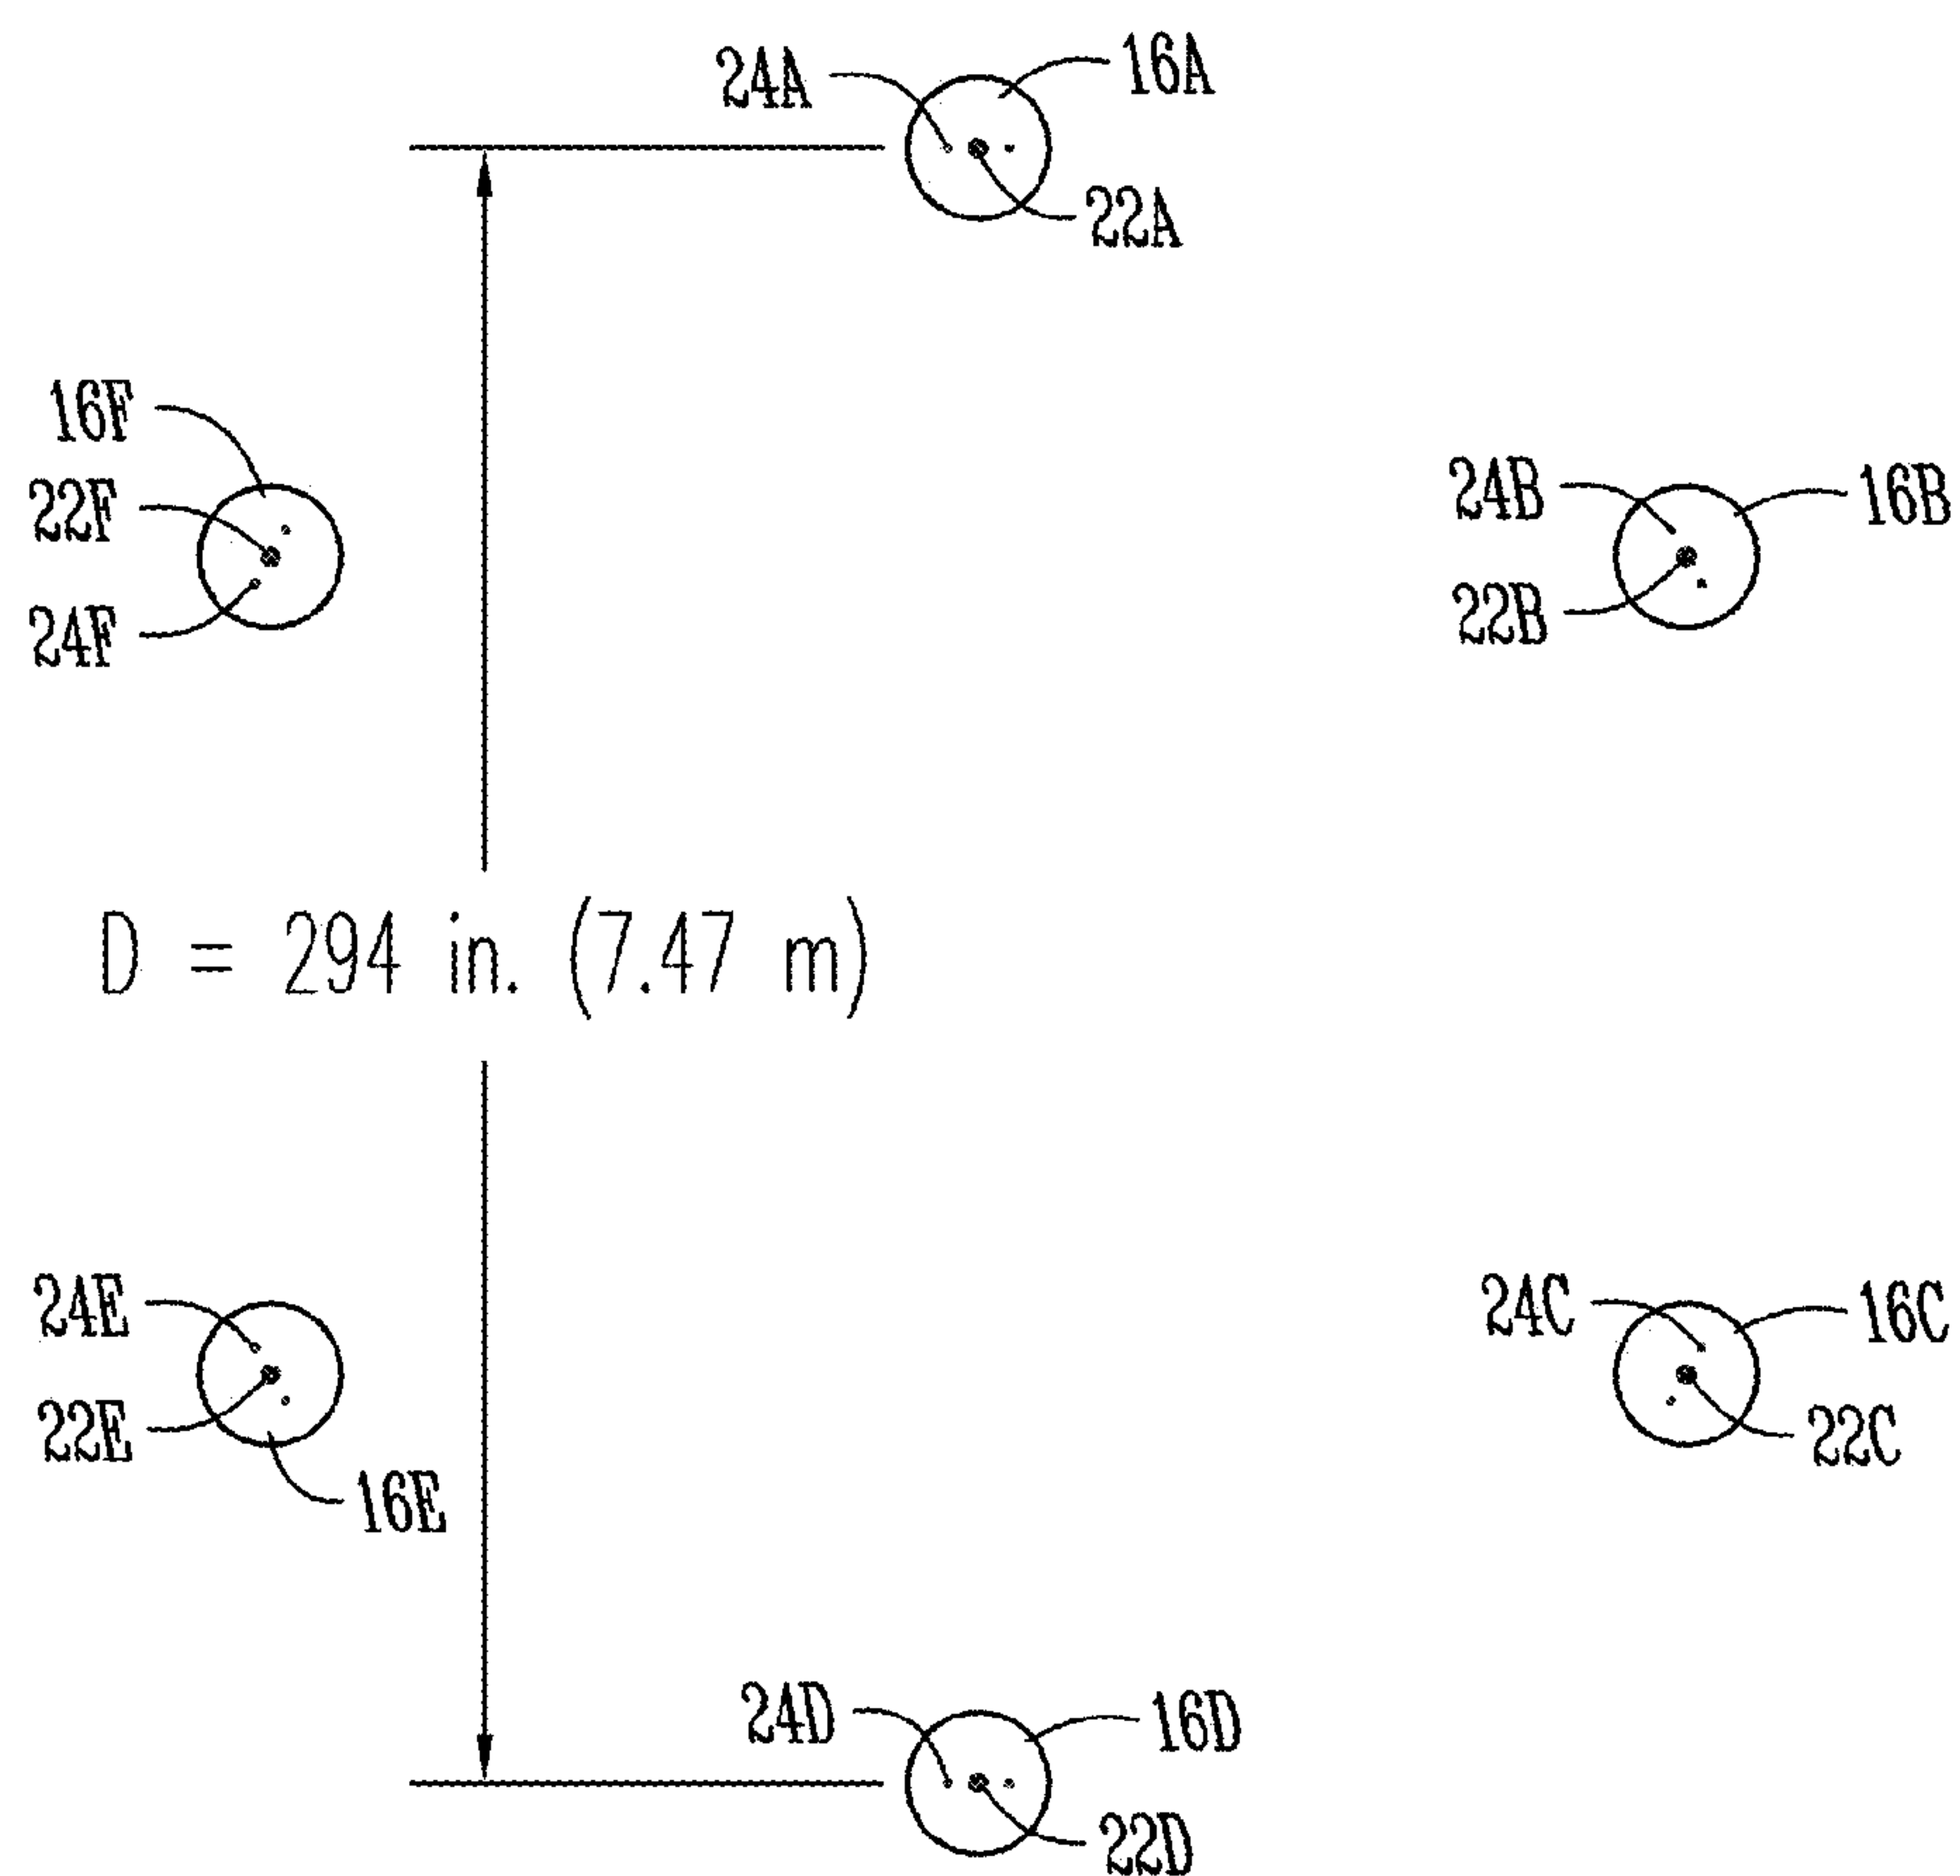 24A
16A
22A
16F
22F
24F
24B
16B
22B
D = 294 in. (7.47 m)
24E
22E
16E
24C
16C
22C
24D
16D
22D